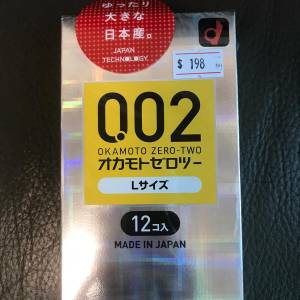 ゆったり
大きな
日本産。
JAPAN
TECHNOLOGY.
$ 198
0.02
OKAMOTO ZERO-TWO
オカモトゼロツー
Lサイズ
12コ入
MADE IN JAPAN